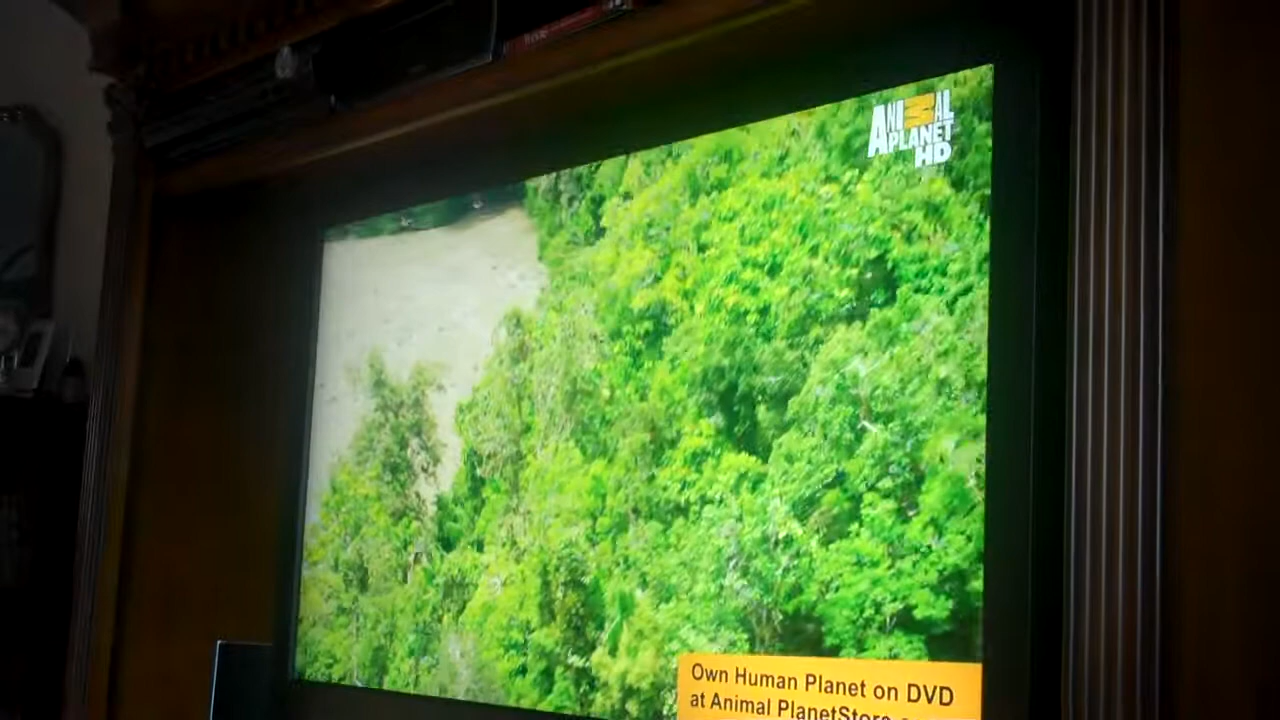 ANIMAL
PLANET
HD
Own Human Planet on DVD
at Animal PlanetStore